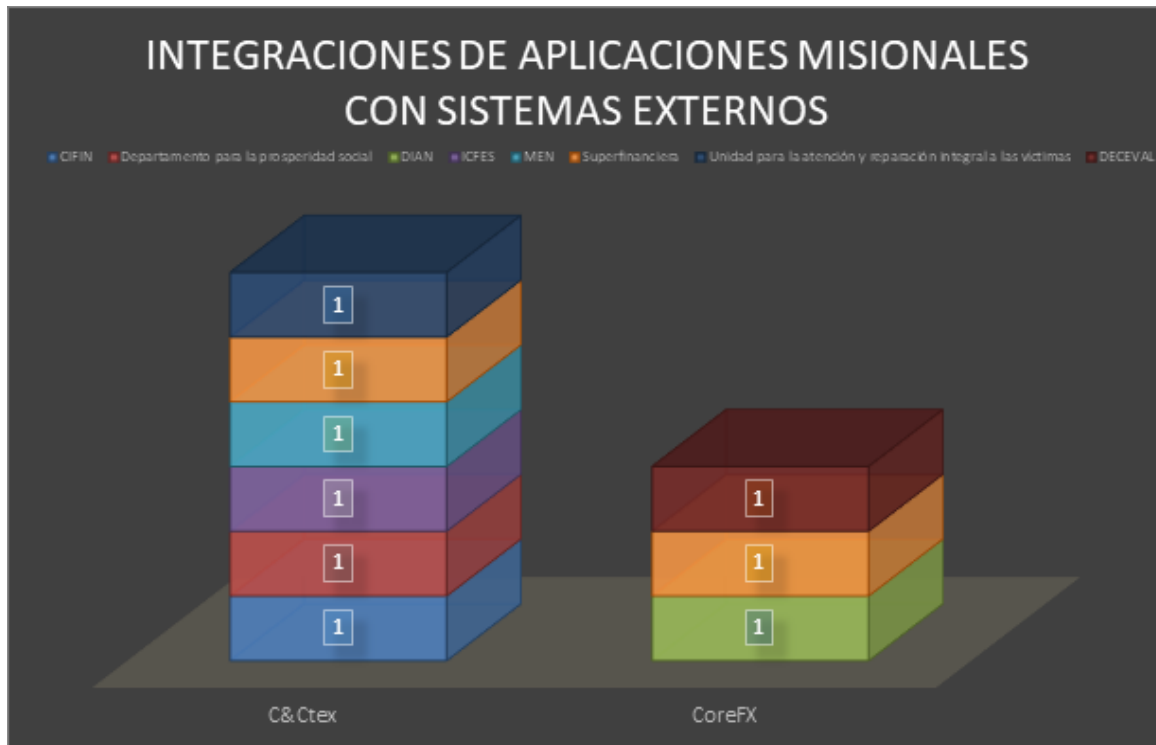 INTEGRACIONES DE APLICACIONES MISIONALES
CON SISTEMAS EXTERNOS
CIFIN Departamento para la prosperidad social DIAN ICFES MEN Superfinanciera Unidad para la atención y reparación integral a las victimas DECEVAL
1
1
1
1
1
1
1
1
1
C&Ctex CoreFX